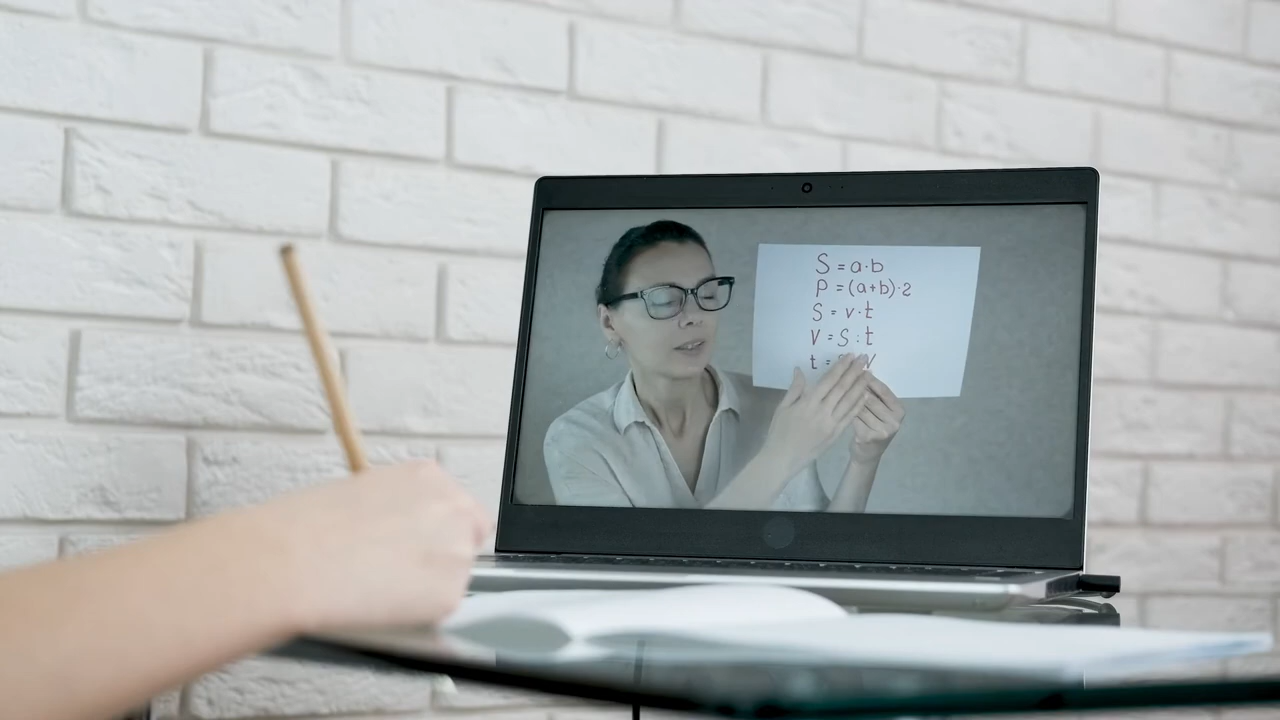 S = a·b
P = (a+b)·2
S = v·t
v = S : t
t = v